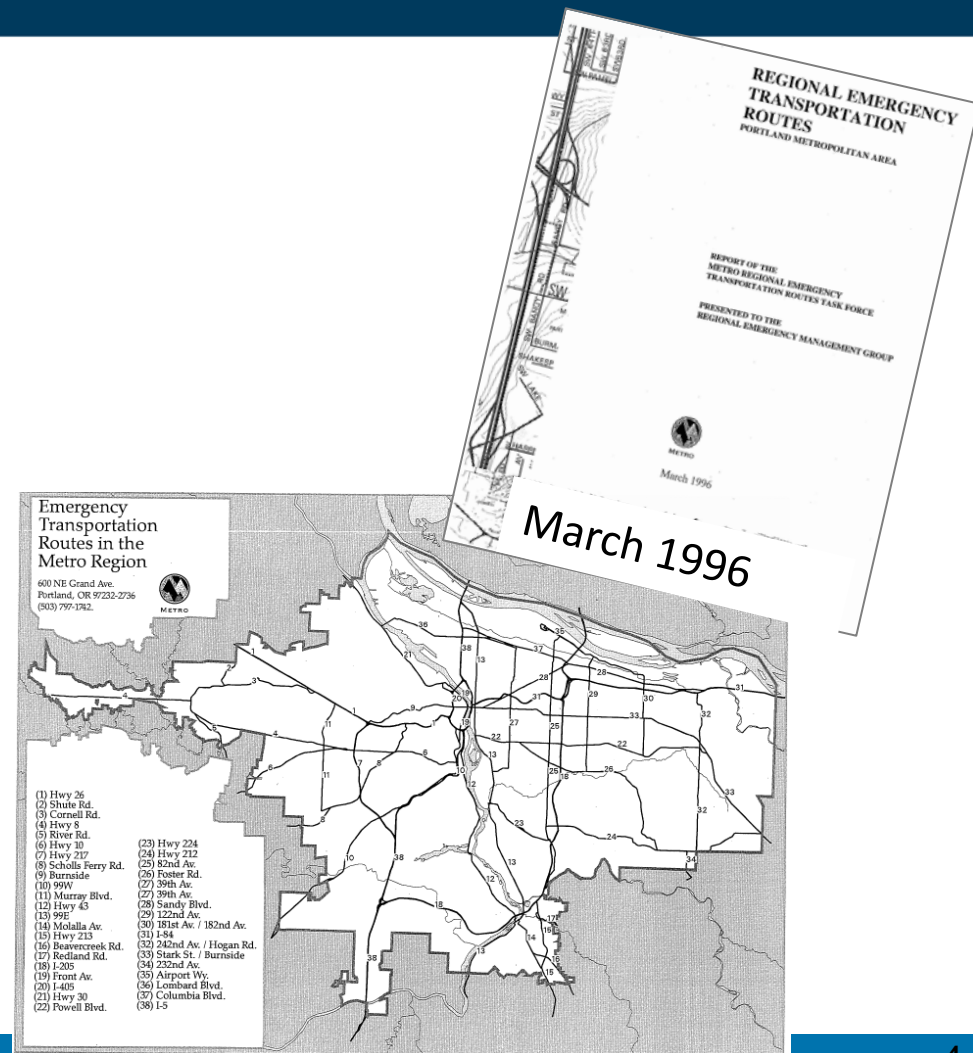 REGIONAL EMERGENCY
TRANSPORTATION
ROUTES
PORTLAND METROPOLITAN AREA
REPORT OF THE
METRO REGIONAL EMERGENCY
TRANSPORTATION ROUTES TASK FORCE
PRESENTED TO THE
REGIONAL EMERGENCY MANAGEMENT GROUP
METRO
March 1996
March 1996
SW
LAKE
Emergency
Transportation
Routes in the
Metro Region
600 NE Grand Ave.
Portland, OR 97232-2736
(503) 797-1742.
METRO
(1) Hwy 26
(2) Shute Rd.
(3) Cornell Rd.
(4) Hwy 8
(5) River Rd.
(6) Hwy 10
(7) Hwy 217
(8) Scholls Ferry Rd.
(9) Burnside
(10) 99W
(11) Murray Blvd.
(12) Hwy 43
(13) 99E
(14) Molalla Av.
(15) Hwy 213
(16) Beavercreek Rd.
(17) Redland Rd.
(18) I-205
(19) Front Av.
(20) I-405
(21) Hwy 30
(22) Powell Blvd.
(23) Hwy 224
(24) Hwy 212
(25) 82nd Av.
(26) Foster Rd.
(27) 39th Av.
(27) 39th Av.
(28) Sandy Blvd.
(29) 122nd Av.
(30) 181st Av. / 182nd Av.
(31) I-84
(32) 242nd Av. / Hogan Rd.
(33) Stark St. / Burnside
(34) 232nd Av.
(35) Airport Wy.
(36) Lombard Blvd.
(37) Columbia Blvd.
(38) I-5